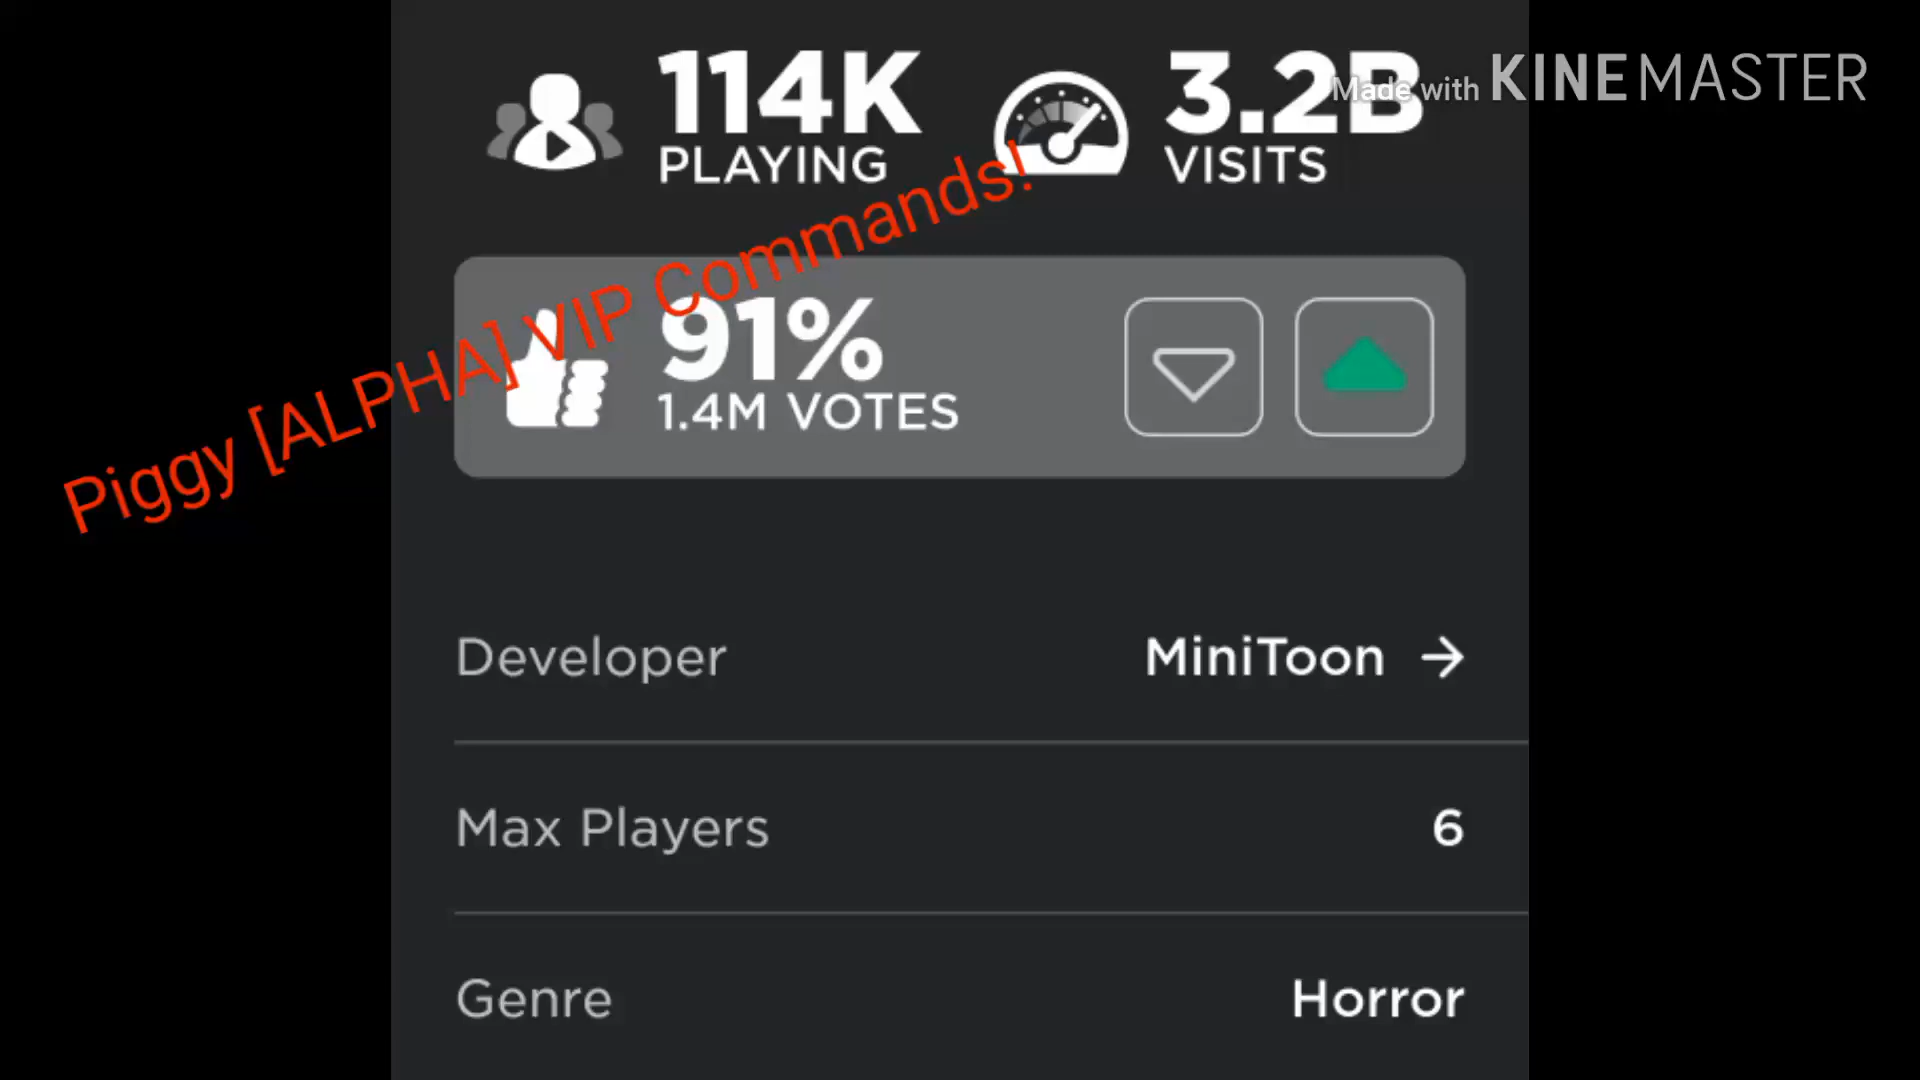 114K
PLAYING
3.2B
VISITS
Made with KINEMASTER
Piggy [ALPHA] VIP Commands!
91%
1.4M VOTES
Developer
MiniToon
Max Players
6
Genre
Horror